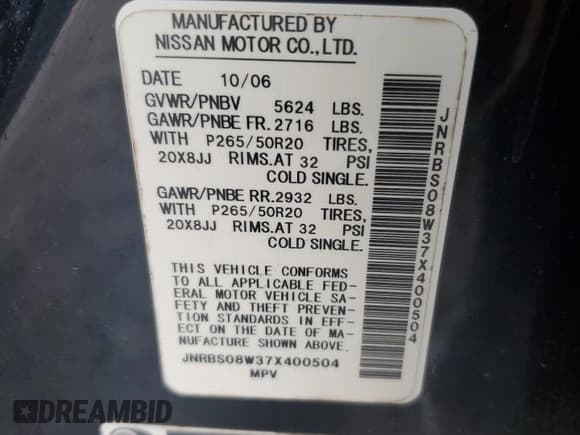 MANUFACTURED BY
NISSAN MOTOR CO., LTD.
DATE 10/06
GVWR/PNBV 5624 LBS.
GAWR/PNBE FR. 2716 LBS.
WITH P265/50R20 TIRES,
20X8JJ RIMS. AT 32 PSI
COLD SINGLE.
GAWR/PNBE RR. 2932 LBS.
WITH P265/50R20 TIRES,
20X8JJ RIMS. AT 32 PSI
COLD SINGLE.
THIS VEHICLE CONFORMS
TO ALL APPLICABLE FED-
ERAL MOTOR VEHICLE SA-
FETY AND THEFT PREVEN-
TION STANDARDS IN EFF-
ECT ON THE DATE OF MA-
NUFACTURE SHOWN ABOVE.
JNRBS08W37X400504
MPV
JNRBS08W37X400504
DREAMBID